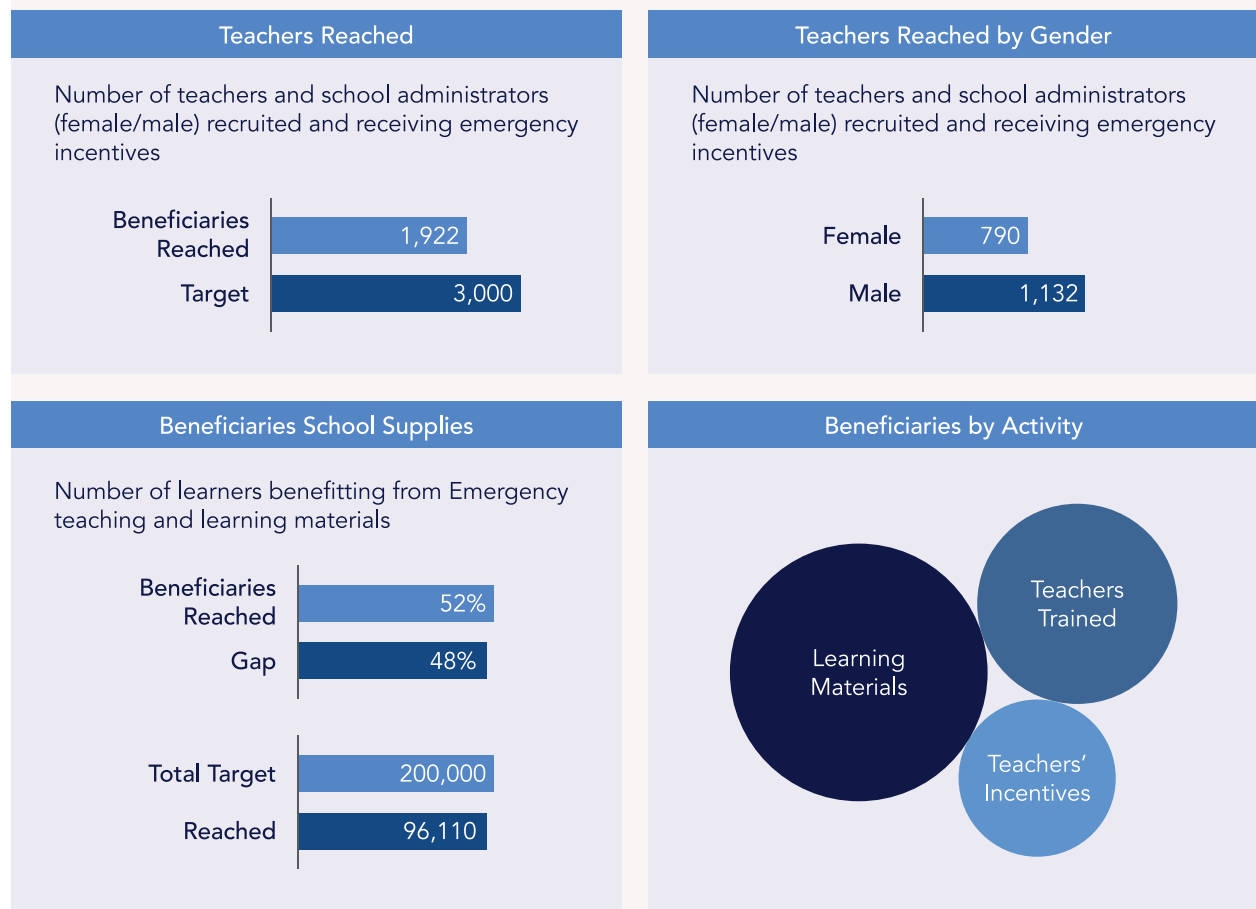 Teachers Reached
Number of teachers and school administrators
(female/male) recruited and receiving emergency
incentives
Beneficiaries
Reached
1,922
Target
3,000
Teachers Reached by Gender
Number of teachers and school administrators
(female/male) recruited and receiving emergency
incentives
Female
790
Male
1,132
Beneficiaries School Supplies
Number of learners benefitting from Emergency
teaching and learning materials
Beneficiaries
Reached
52%
Gap
48%
Total Target
200,000
Reached
96,110
Beneficiaries by Activity
Learning
Materials
Teachers
Trained
Teachers’
Incentives